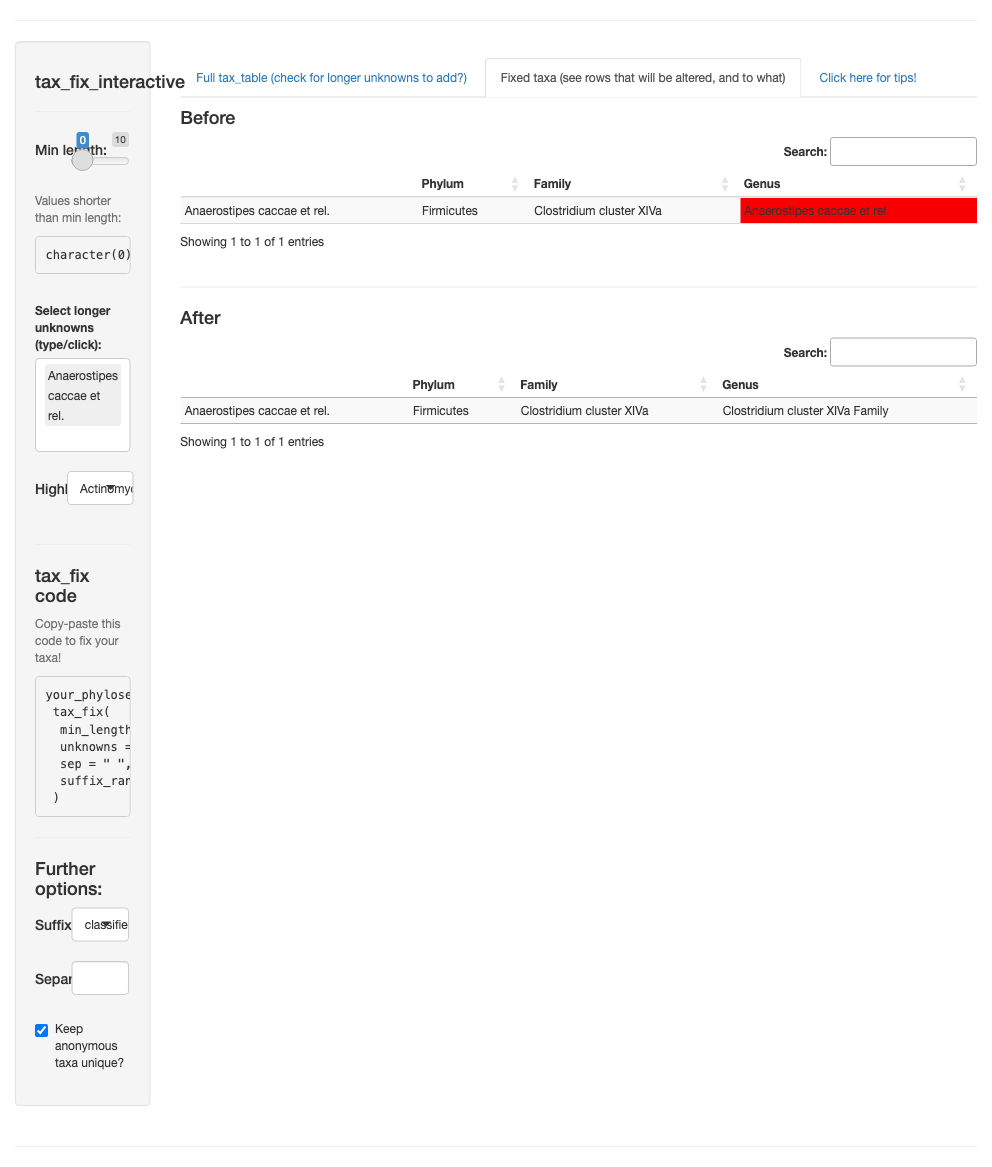 tax_fix_interactive
Min length:
0
10
Values shorter
than min length:
character(0)
Select longer
unknowns
(type/click):
Anaerostipes
caccae et
rel.
Highl
Actinomyc
tax_fix
code
Copy-paste this
code to fix your
taxa!
your_phylose
tax_fix(
min_length
unknowns =
sep = " ",
suffix_ran
)
Further
options:
Suffix
classifie
Separ
Keep
anonymous
taxa unique?
Full tax_table (check for longer unknowns to add?)
Fixed taxa (see rows that will be altered, and to what)
Click here for tips!
Before
Search:
Phylum Family Genus
Anaerostipes caccae et rel. Firmicutes Clostridium cluster XIVa Anaerostipes caccae et rel.
Showing 1 to 1 of 1 entries
After
Search:
Phylum Family Genus
Anaerostipes caccae et rel. Firmicutes Clostridium cluster XIVa Clostridium cluster XIVa Family
Showing 1 to 1 of 1 entries